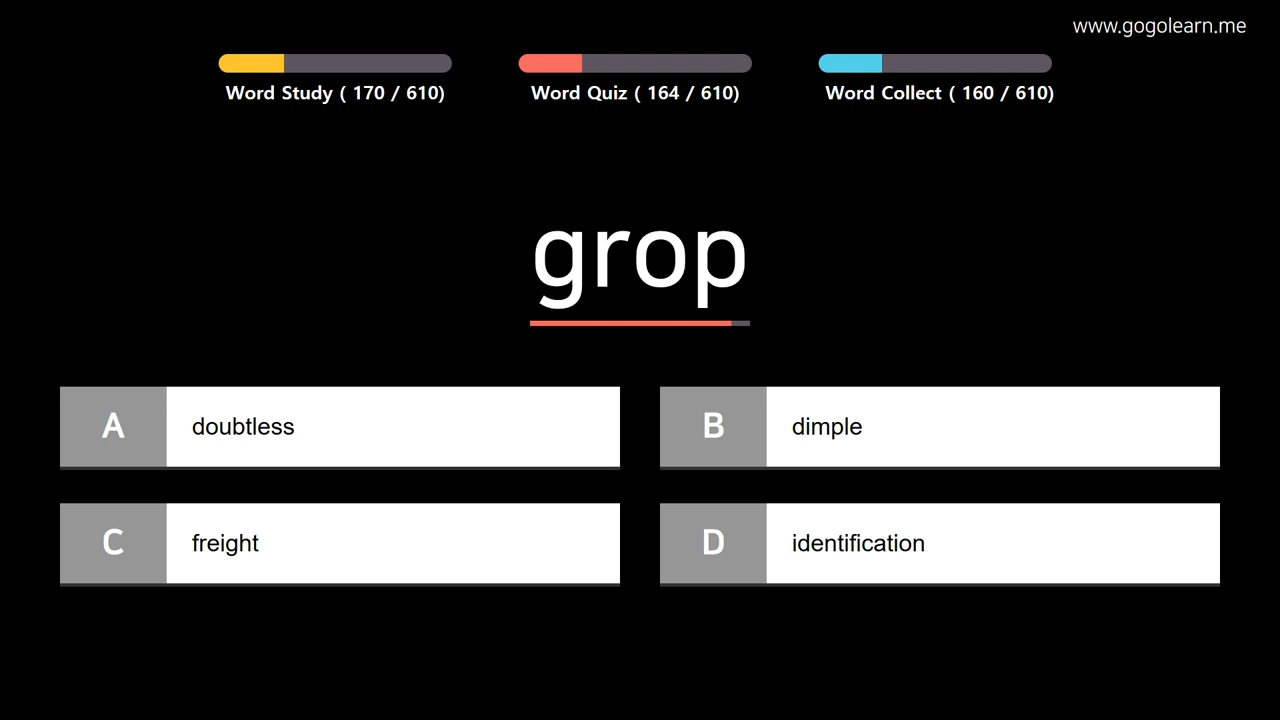 www.gogolearn.me
Word Study ( 170 / 610)
Word Quiz ( 164 / 610)
Word Collect ( 160 / 610)
grop
A doubtless
B dimple
C freight
D identification